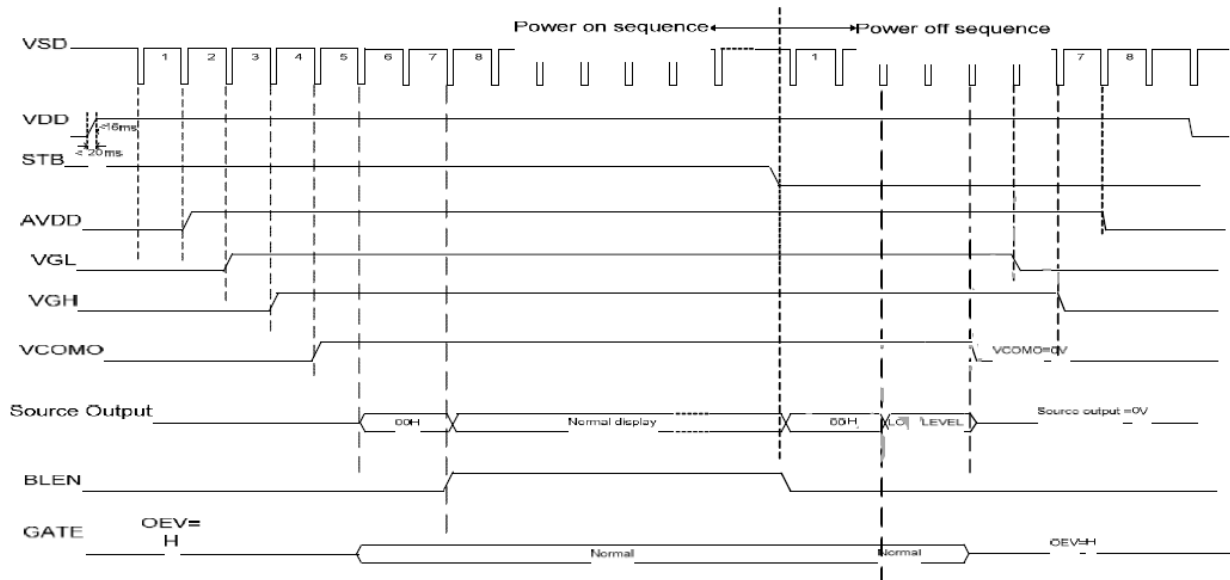 Power on sequence
Power off sequence
VSD
1 2 3 4 5 6 7 8 1 7 8
VDD
<16ms
< 20ms
STB
AVDD
VGL
VGH
VCOMO
VCOMO=0V
Source Output
00H
Normal display
00H
LEVEL
Source output =0V
BLEN
GATE
OEV=
H
Normal
Normal
OEV=H